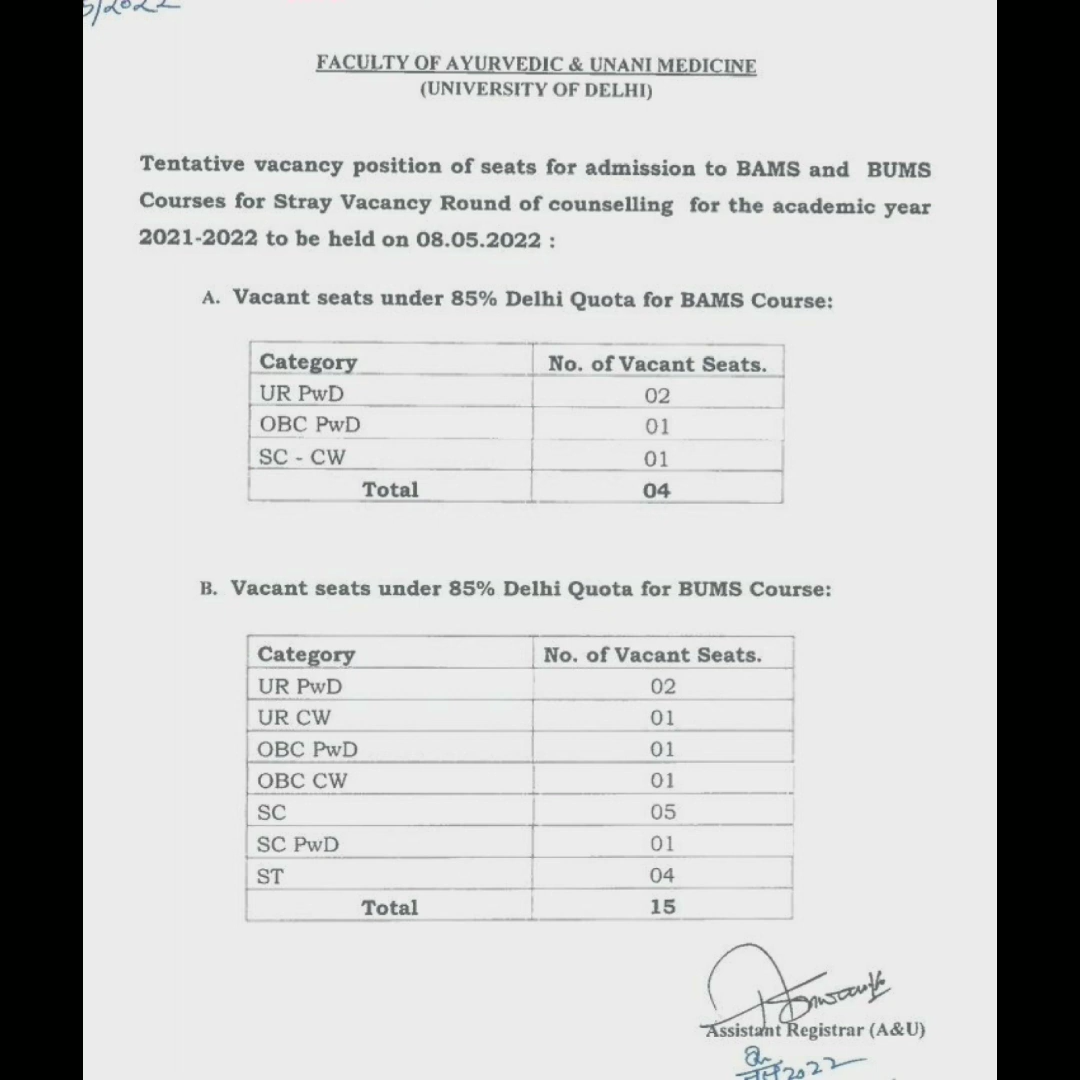 5/2022
FACULTY OF AYURVEDIC & UNANI MEDICINE
(UNIVERSITY OF DELHI)
Tentative vacancy position of seats for admission to BAMS and BUMS
Courses for Stray Vacancy Round of counselling for the academic year
2021-2022 to be held on 08.05.2022 :
A. Vacant seats under 85% Delhi Quota for BAMS Course:
Category No. of Vacant Seats.
UR PwD 02
OBC PwD 01
SC - CW 01
Total 04
B. Vacant seats under 85% Delhi Quota for BUMS Course:
Category No. of Vacant Seats.
UR PwD 02
UR CW 01
OBC PwD 01
OBC CW 01
SC 05
SC PwD 01
ST 04
Total 15
Assistant Registrar (A&U)
2022